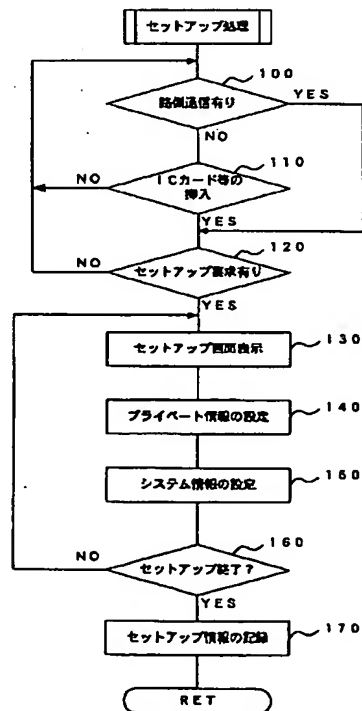 セットアップ処理
100
路側送信有り
YES
NO
110
ICカード等の
挿入
NO
YES
120
セットアップ要求有り
NO
YES
130
セットアップ画面表示
140
プライベート情報の設定
150
システム情報の設定
160
セットアップ終了?
NO
YES
170
セットアップ情報の記録
RET